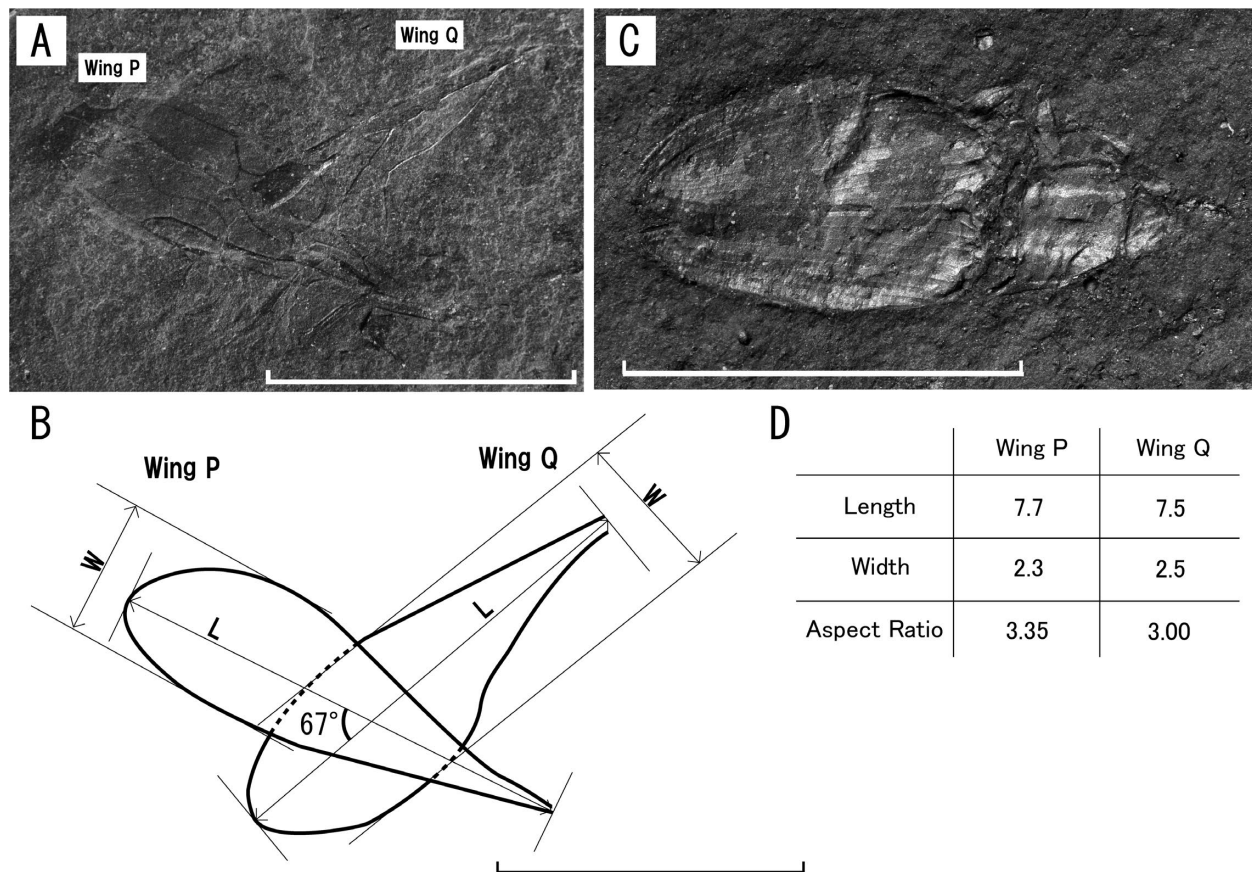 A
Wing P
Wing Q
C
B
Wing P
Wing Q
W
L
W
L
67°
D
Wing P Wing Q
Length 7.7 7.5
Width 2.3 2.5
Aspect Ratio 3.35 3.00